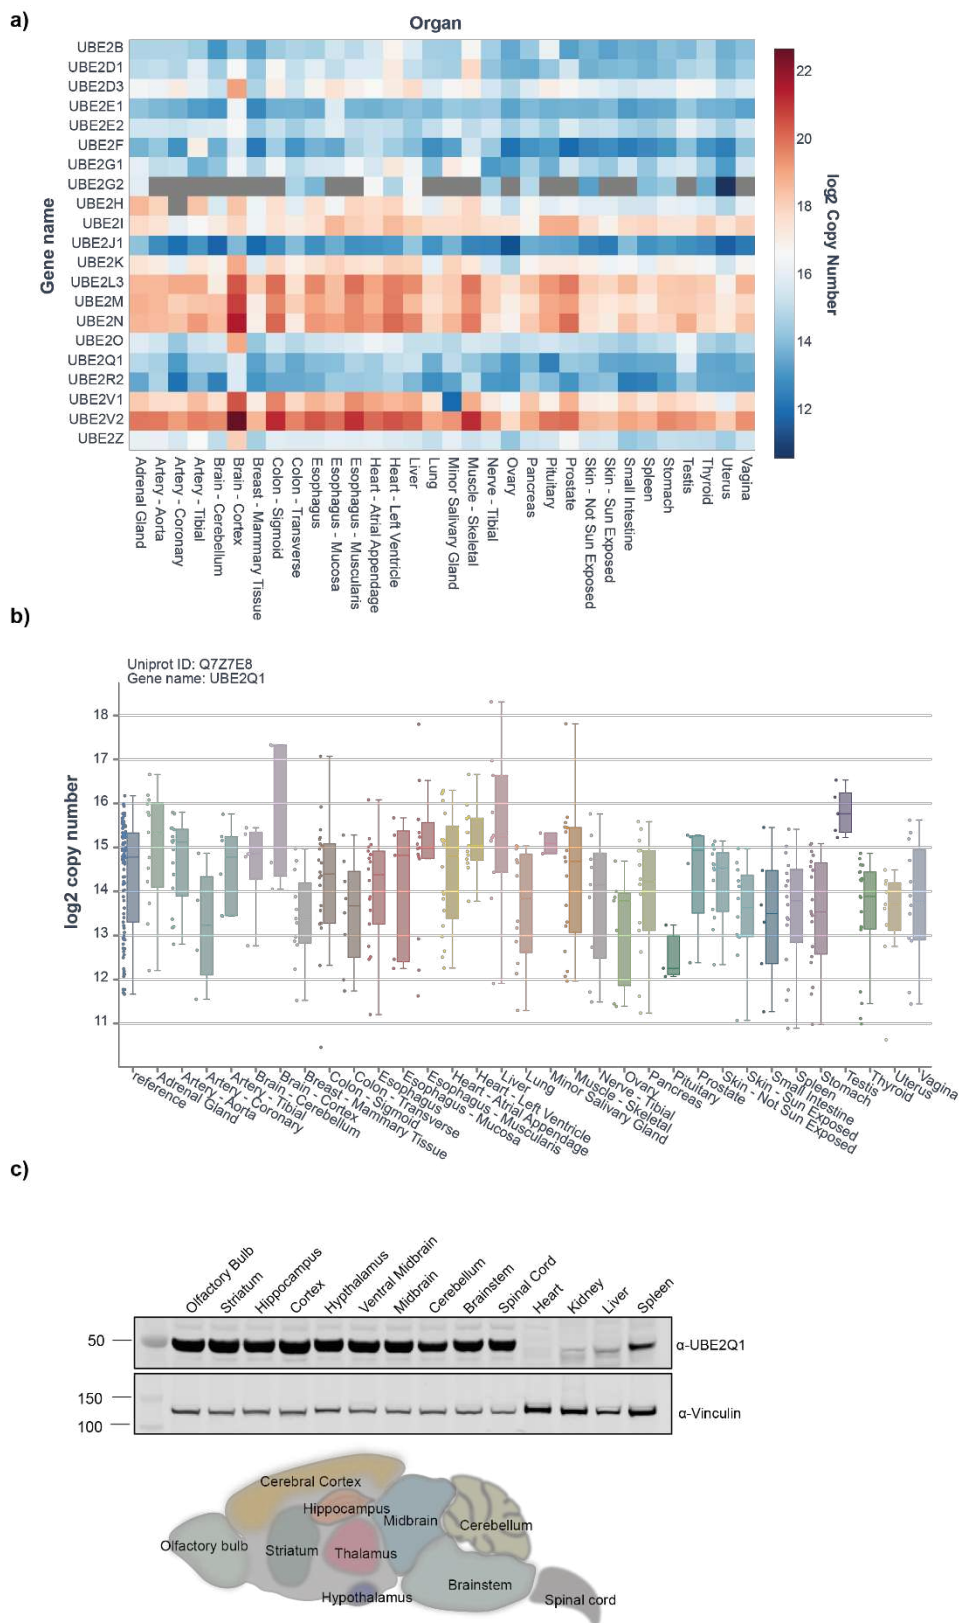 a)
Organ
Gene name
UBE2B
UBE2D1
UBE2D3
UBE2E1
UBE2E2
UBE2F
UBE2G1
UBE2G2
UBE2H
UBE2I
UBE2J1
UBE2K
UBE2L3
UBE2M
UBE2N
UBE2O
UBE2Q1
UBE2R2
UBE2V1
UBE2V2
UBE2Z
22
20
18
16
14
12
log2 Copy Number
Adrenal Gland
Artery - Aorta
Artery - Coronary
Artery - Tibial
Brain - Cerebellum
Brain - Cortex
Breast - Mammary Tissue
Colon - Sigmoid
Colon - Transverse
Esophagus
Esophagus - Mucosa
Esophagus - Muscularis
Heart - Atrial Appendage
Heart - Left Ventricle
Liver
Lung
Minor Salivary Gland
Muscle - Skeletal
Nerve - Tibial
Ovary
Pancreas
Pituitary
Prostate
Skin - Not Sun Exposed
Skin - Sun Exposed
Small Intestine
Spleen
Stomach
Testis
Thyroid
Uterus
Vagina
b)
Uniprot ID: Q7Z7E8
Gene name: UBE2Q1
log2 copy number
18
17
16
15
14
13
12
11
reference
Adrenal Gland
Artery - Aorta
Artery - Coronary
Artery - Tibial
Brain - Cerebellum
Brain - Cortex
Breast - Mammary Tissue
Colon - Sigmoid
Colon - Transverse
Esophagus
Esophagus - Mucosa
Esophagus - Muscularis
Heart - Atrial Appendage
Heart - Left Ventricle
Liver
Lung
Minor Salivary Gland
Muscle - Skeletal
Nerve - Tibial
Ovary
Pancreas
Pituitary
Prostate
Skin - Not Sun Exposed
Skin - Sun Exposed
Small Intestine
Spleen
Stomach
Testis
Thyroid
Uterus
Vagina
c)
Olfactory Bulb
Striatum
Hippocampus
Cortex
Hypthalamus
Ventral Midbrain
Midbrain
Cerebellum
Brainstem
Spinal Cord
Heart
Kidney
Liver
Spleen
50
α-UBE2Q1
150
100
α-Vinculin
Cerebral Cortex
Hippocampus
Midbrain
Cerebellum
Olfactory bulb
Striatum
Thalamus
Brainstem
Hypothalamus
Spinal cord